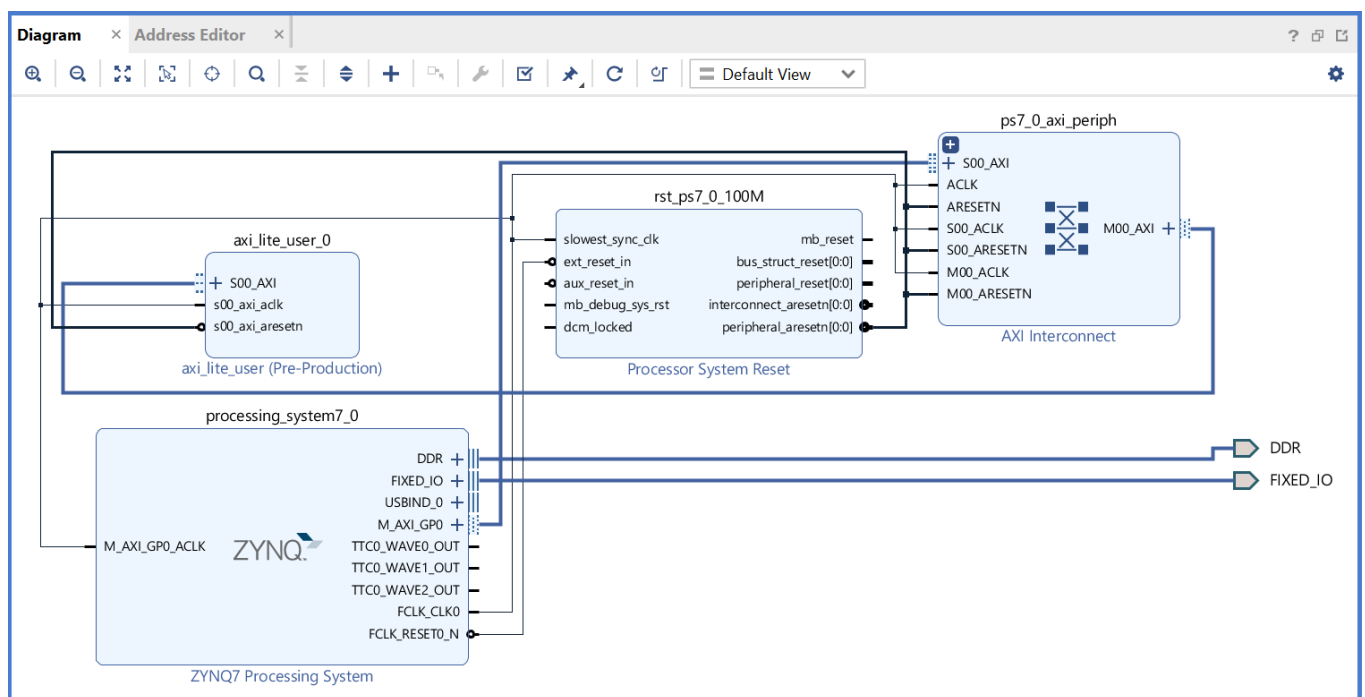 Diagram × Address Editor ×
Default View
ps7_0_axi_periph
S00_AXI
ACLK
ARESETN
S00_ACLK
S00_ARESETN
M00_ACLK
M00_ARESETN
M00_AXI
AXI Interconnect
rst_ps7_0_100M
slowest_sync_clk
ext_reset_in
aux_reset_in
mb_debug_sys_rst
dcm_locked
mb_reset
bus_struct_reset[0:0]
peripheral_reset[0:0]
interconnect_aresetn[0:0]
peripheral_aresetn[0:0]
Processor System Reset
axi_lite_user_0
S00_AXI
s00_axi_aclk
s00_axi_aresetn
axi_lite_user (Pre-Production)
processing_system7_0
M_AXI_GP0_ACLK
ZYNQ
DDR
FIXED_IO
USBIND_0
M_AXI_GP0
TTC0_WAVE0_OUT
TTC0_WAVE1_OUT
TTC0_WAVE2_OUT
FCLK_CLK0
FCLK_RESET0_N
ZYNQ7 Processing System
DDR
FIXED_IO